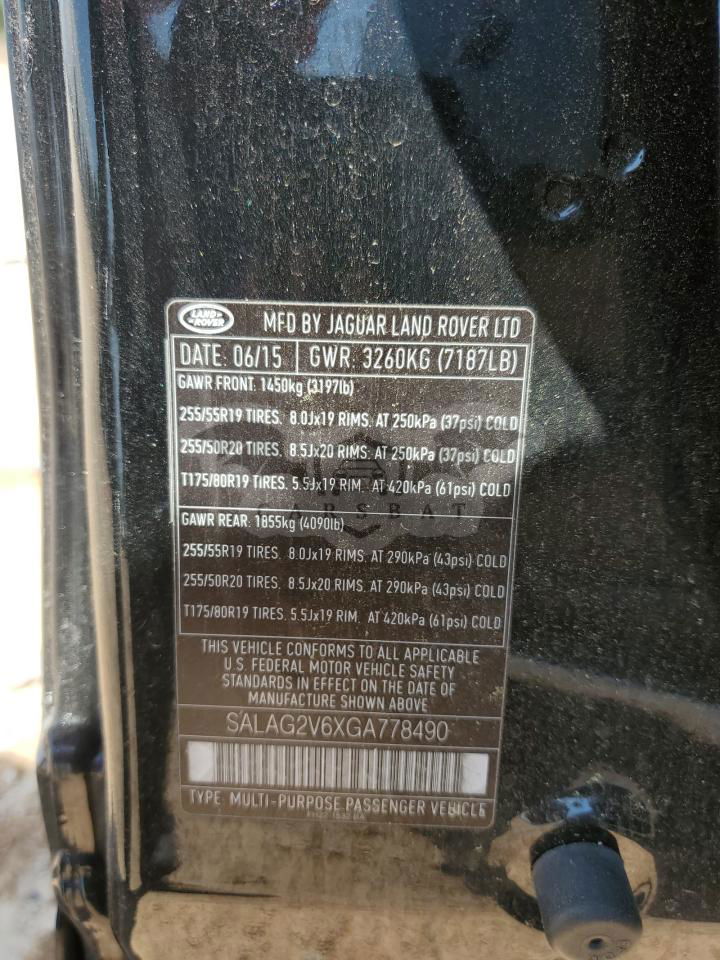 LAND ROVER
MFD BY JAGUAR LAND ROVER LTD
DATE: 06/15 GWR: 3260KG (7187LB)
GAWR FRONT: 1450kg (3197lb)
255/55R19 TIRES. 8.0Jx19 RIMS. AT 250kPa (37psi) COLD
255/50R20 TIRES. 8.5Jx20 RIMS. AT 250kPa (37psi) COLD
T175/80R19 TIRES. 5.5Jx19 RIM. AT 420kPa (61psi) COLD
CARSBAT
GAWR REAR: 1855kg (4090lb)
255/55R19 TIRES. 8.0Jx19 RIMS. AT 290kPa (43psi) COLD
255/50R20 TIRES. 8.5Jx20 RIMS. AT 290kPa (43psi) COLD
T175/80R19 TIRES. 5.5Jx19 RIM. AT 420kPa (61psi) COLD
THIS VEHICLE CONFORMS TO ALL APPLICABLE
U.S. FEDERAL MOTOR VEHICLE SAFETY
STANDARDS IN EFFECT ON THE DATE OF
MANUFACTURE SHOWN ABOVE
SALAG2V6XGA778490
TYPE: MULTI-PURPOSE PASSENGER VEHICLE